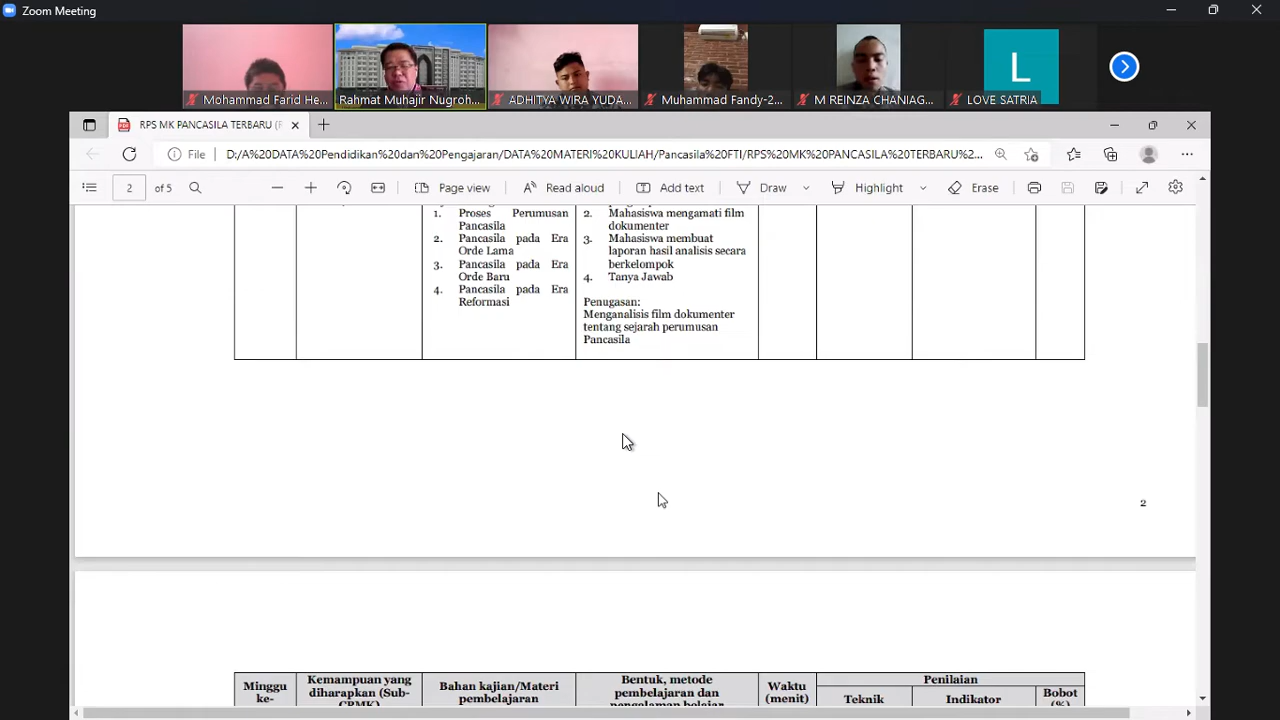 Zoom Meeting
Mohammad Farid He...
Rahmat Muhajir Nugroh...
ADHITYA WIRA YUDA...
Muhammad Fandy-2...
M REINZA CHANIAG...
L
LOVE SATRIA
RPS MK PANCASILA TERBARU (F
File
D:/A%20DATA%20Pendidikan%20dan%20Pengajaran/DATA%20MATERI%20KULIAH/Pancasila%20FTI/RPS%20MK%20PANCASILA%20TERBARU%2...
2 of 5
Page view
Read aloud
Add text
Draw
Highlight
Erase
1. Proses Perumusan
Pancasila
2. Pancasila pada Era
Orde Lama
3. Pancasila pada Era
Orde Baru
4. Pancasila pada Era
Reformasi
2. Mahasiswa mengamati film
dokumenter
3. Mahasiswa membuat
laporan hasil analisis secara
berkelompok
4. Tanya Jawab
Penugasan:
Menganalisis film dokumenter
tentang sejarah perumusan
Pancasila
2
Minggu
ke-
Kemampuan yang
diharapkan (Sub-
CPMK)
Bahan kajian/Materi
pembelajaran
Bentuk, metode
pembelajaran dan
pengalaman belajar
Waktu
(menit)
Penilaian
Teknik
Indikator
Bobot
(%)